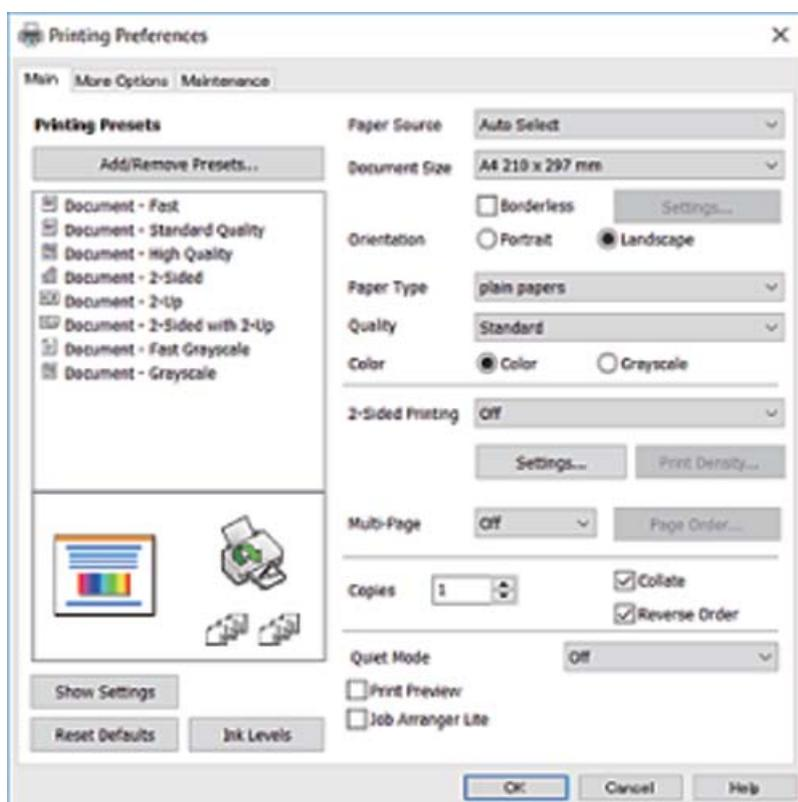 Printing Preferences
Main More Options Maintenance
Printing Presets
Add/Remove Presets...
Document - Fast
Document - Standard Quality
Document - High Quality
Document - 2-Sided
Document - 2-Up
Document - 2-Sided with 2-Up
Document - Fast Grayscale
Document - Grayscale
Show Settings
Reset Defaults Ink Levels
Paper Source Auto Select
Document Size A4 210 x 297 mm
Borderless Settings...
Orientation Portrait Landscape
Paper Type plain papers
Quality Standard
Color Color Grayscale
2-Sided Printing Off
Settings... Print Density...
Multi-Page Off Page Order...
Copies 1 Collate
Reverse Order
Quiet Mode Off
Print Preview
Job Arranger Lite
OK Cancel Help